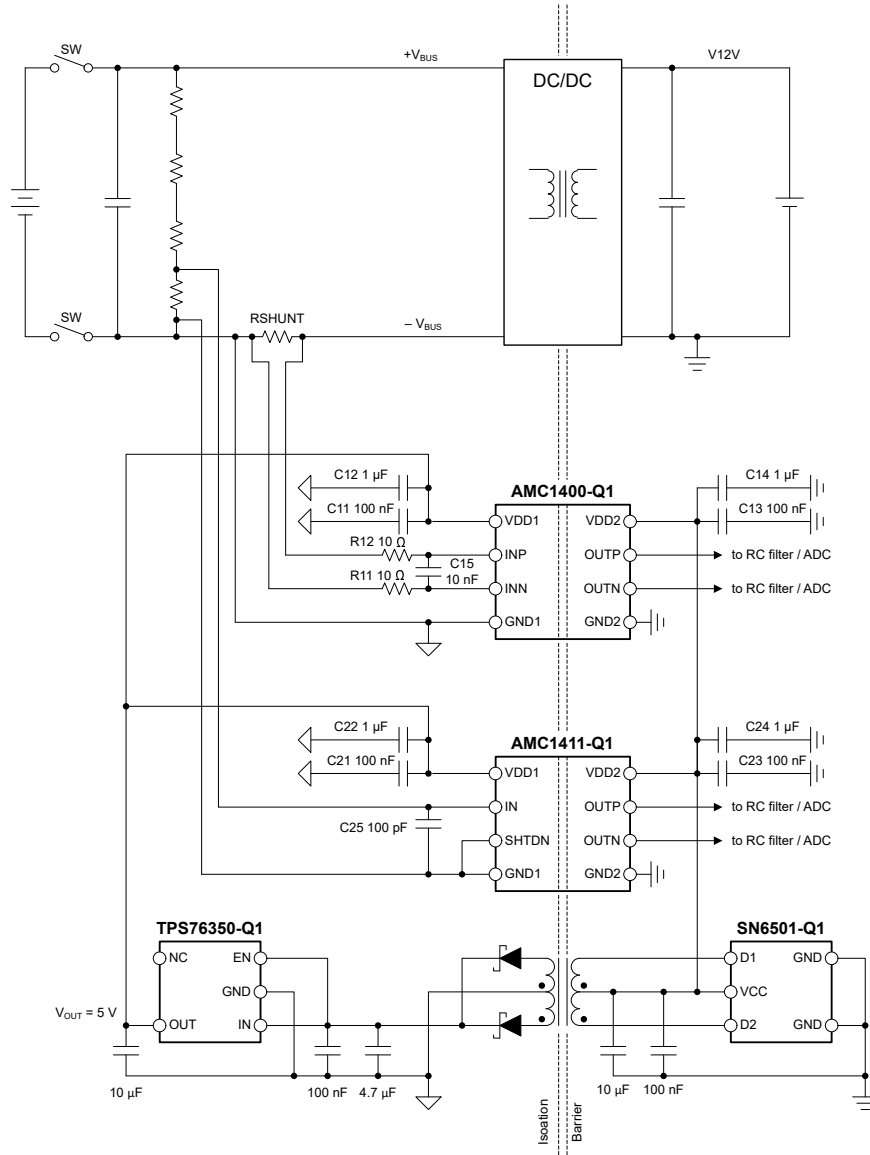 SW
+VBUS
V12V
DC/DC
SW
RSHUNT
– VBUS
C12 1 µF
C11 100 nF
R12 10 Ω
R11 10 Ω
C15
10 nF
AMC1400-Q1
VDD1
INP
INN
GND1
VDD2
OUTP
OUTN
GND2
C14 1 µF
C13 100 nF
to RC filter / ADC
to RC filter / ADC
C22 1 µF
C21 100 nF
C25 100 pF
AMC1411-Q1
VDD1
IN
SHTDN
GND1
VDD2
OUTP
OUTN
GND2
C24 1 µF
C23 100 nF
to RC filter / ADC
to RC filter / ADC
TPS76350-Q1
NC
EN
GND
OUT
IN
VOUT = 5 V
10 µF
100 nF
4.7 µF
SN6501-Q1
D1
VCC
D2
GND
GND
10 µF
100 nF
Isoation
Barrier